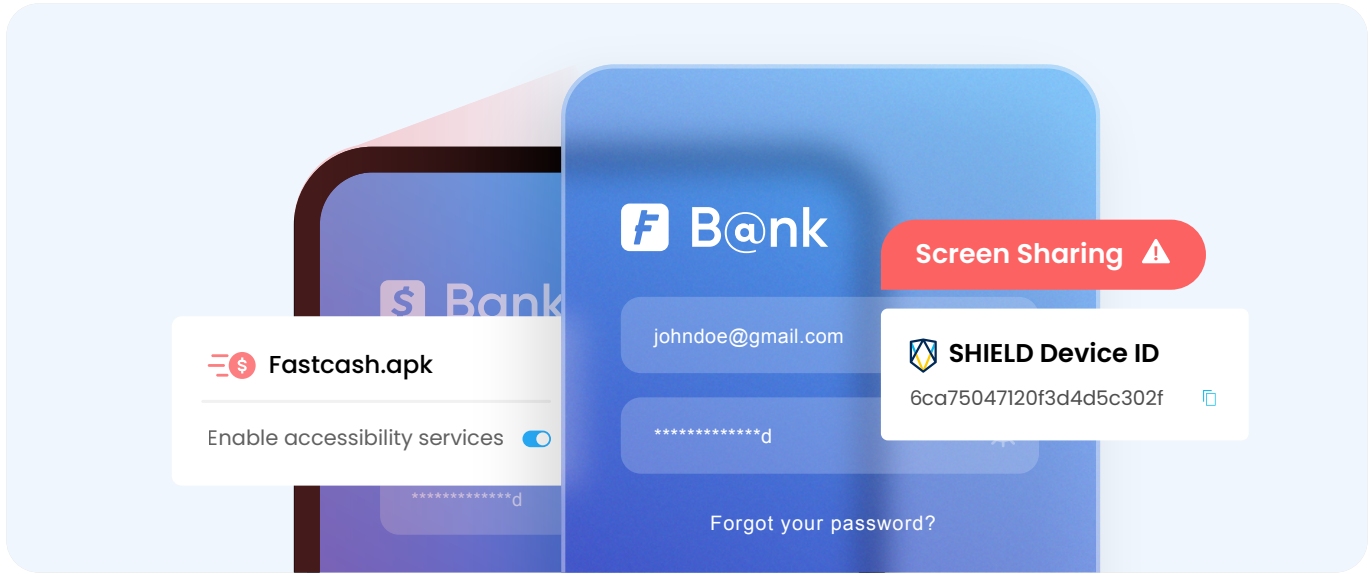 F B@nk
$ Bank
Screen Sharing
johndoe@gmail.com
SHIELD Device ID
6ca75047120f3d4d5c302f
$ Fastcash.apk
Enable accessibility services
*************d
*************d
Forgot your password?